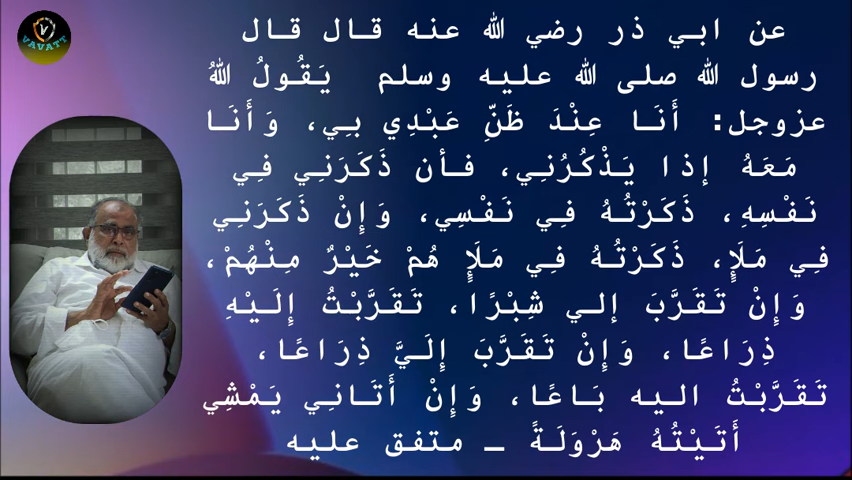 VAVATT
عن ابي ذر رضي الله عنه قال قال
رسول الله صلى الله عليه وسلم يَقُولُ اللهُ
عزوجل: أَنَا عِنْدَ ظَنِّ عَبْدِي بِي، وَأَنَا
مَعَهُ إذا يَذْكُرُنِي، فأن ذَكَرَنِي فِي
نَفْسِهِ، ذَكَرْتُهُ فِي نَفْسِي، وَإِنْ ذَكَرَنِي
فِي مَلَإٍ، ذَكَرْتُهُ فِي مَلَإٍ هُمْ خَيْرٌ مِنْهُمْ،
وَإِنْ تَقَرَّبَ إلي شِبْرًا، تَقَرَّبْتُ إِلَيْهِ
ذِرَاعًا، وَإِنْ تَقَرَّبَ إِلَيَّ ذِرَاعًا،
تَقَرَّبْتُ اليه بَاعًا، وَإِنْ أَتَانِي يَمْشِي
أَتَيْتُهُ هَرْوَلَةً – متفق عليه